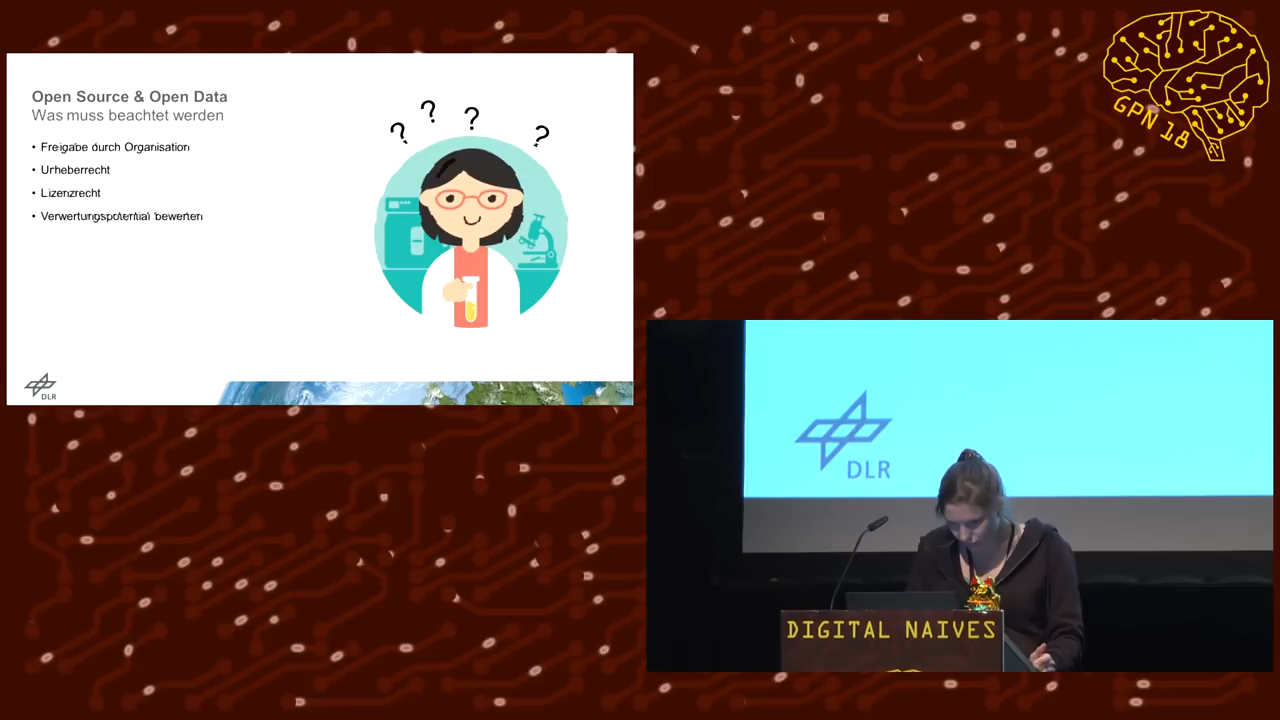 Open Source & Open Data
Was muss beachtet werden
• Freigabe durch Organisation
• Urheberrecht
• Lizenzrecht
• Verwertungspotential bewerten
? ? ? ?
DLR
GPN 18
DLR
DIGITAL NAIVES